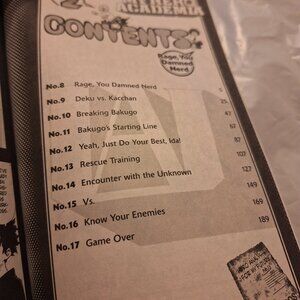 ACADEMIA
CONTENTS
Rage, You
Damned
Nerd
No.8 Rage, You Damned Nerd 5
No.9 Deku vs. Kacchan 25
No.10 Breaking Bakugo 47
No.11 Bakugo's Starting Line 67
No.12 Yeah, Just Do Your Best, Ida! 87
No.13 Rescue Training 107
No.14 Encounter with the Unknown 127
No.15 Vs. 149
No.16 Know Your Enemies 169
No.17 Game Over 189